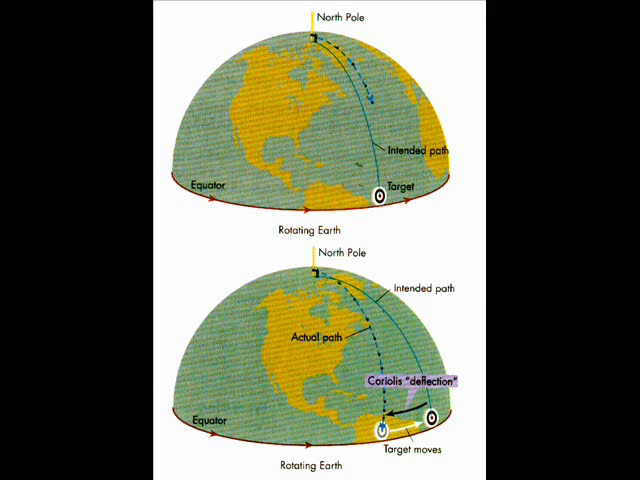 North Pole
Intended path
Equator
Target
Rotating Earth
North Pole
Intended path
Actual path
Coriolis "deflection"
Equator
Target moves
Rotating Earth